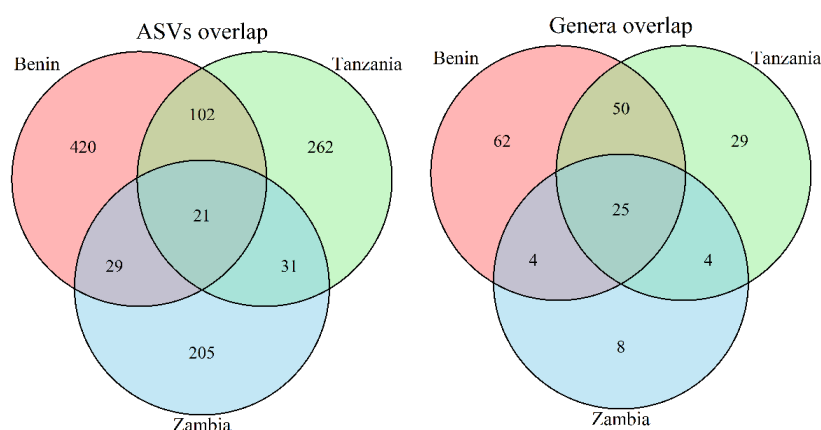 ASVs overlap
Benin
Tanzania
102
420
262
21
29
31
205
Zambia
Genera overlap
Benin
Tanzania
50
62
29
25
4
4
8
Zambia